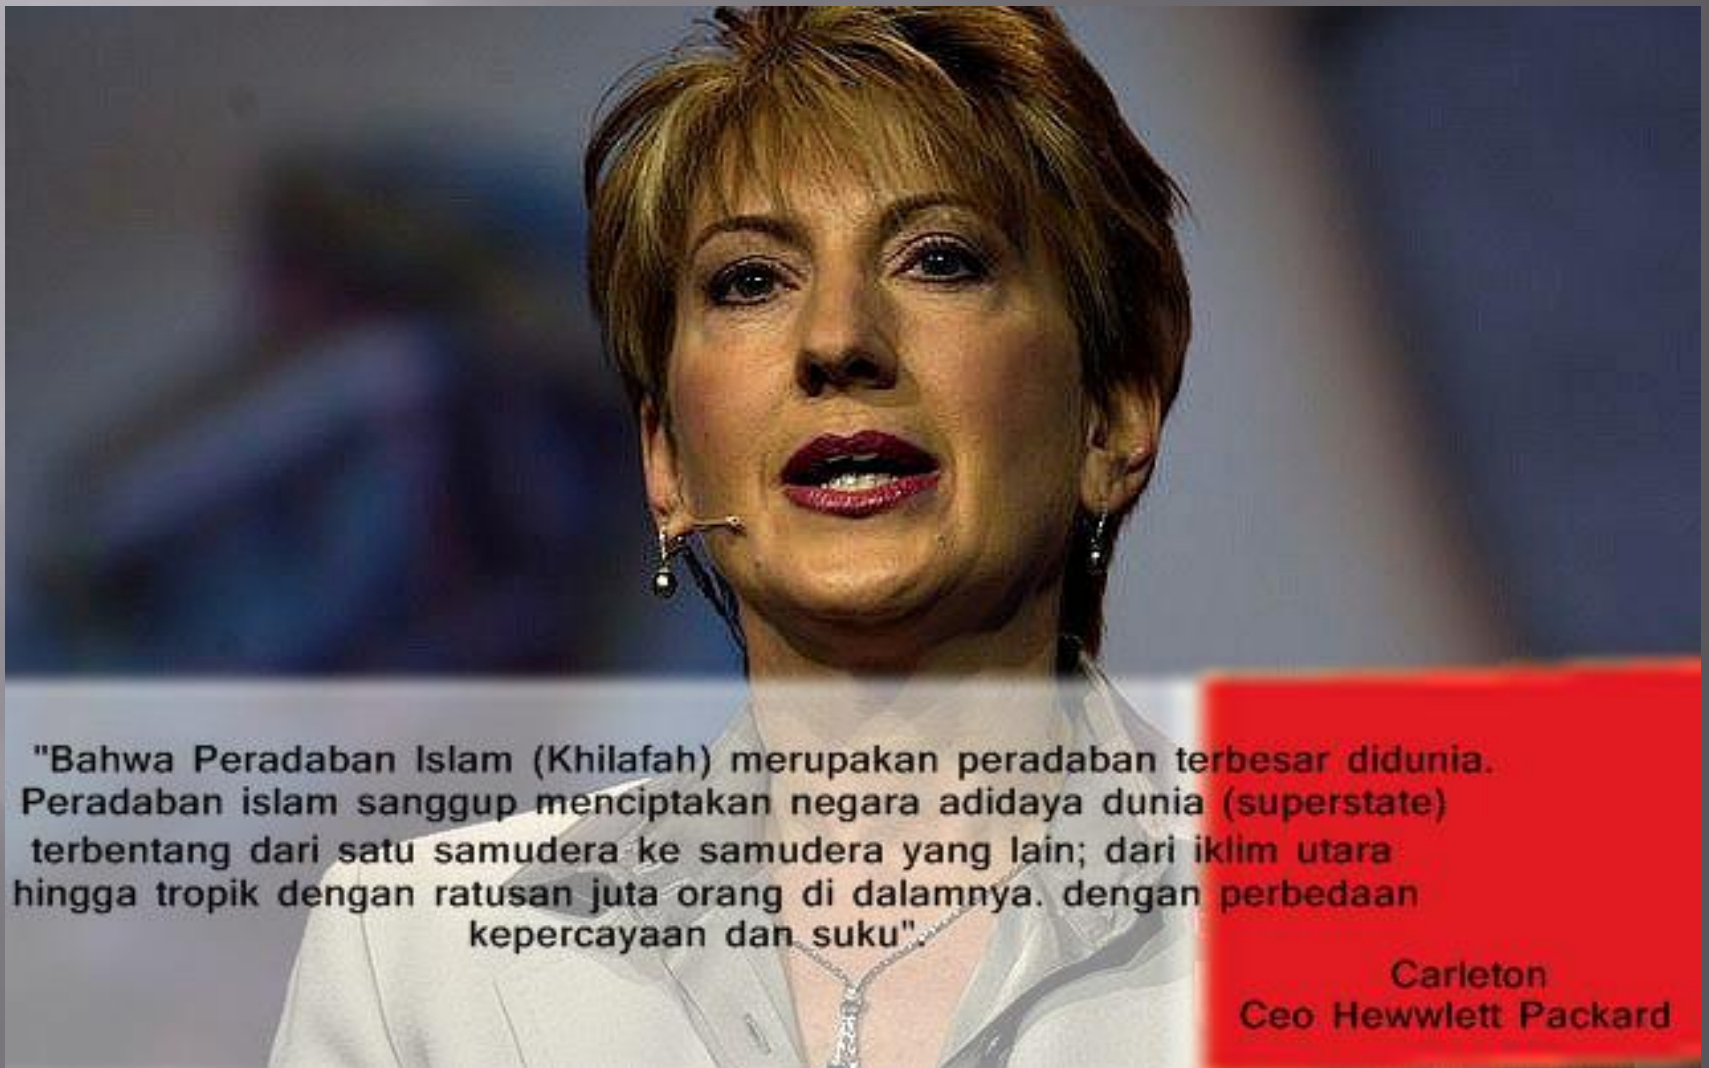 "Bahwa Peradaban Islam (Khilafah) merupakan peradaban terbesar didunia.
Peradaban islam sanggup menciptakan negara adidaya dunia (superstate)
terbentang dari satu samudera ke samudera yang lain; dari iklim utara
hingga tropik dengan ratusan juta orang di dalamnya. dengan perbedaan
kepercayaan dan suku".
Carleton
Ceo Hewwlett Packard